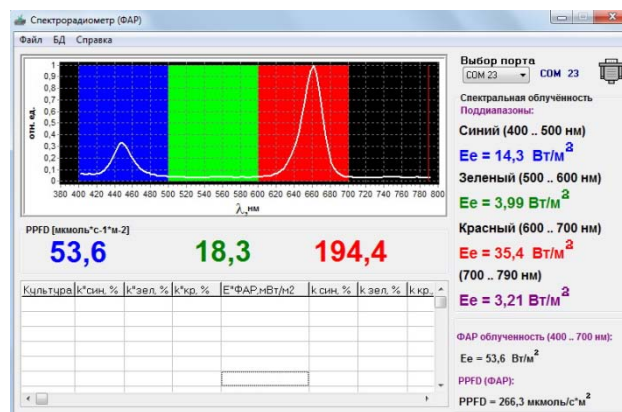 Спектрорадиометр (ФАР)
Файл БД Справка
1
0,9
0,8
0,7
0,6
0,5
0,4
0,3
0,2
0,1
0
отн. ед.
380 400 420 440 460 480 500 520 540 560 580 600 620 640 660 680 700 720 740 760 780 800
λ, нм
PPFD [мкмоль*с-1*м-2]
53,6 18,3 194,4
Культура k*син, % k*зел, % k*кр, % E*ФАР,мВт/м2 k син, % k зел, % k кр,
Выбор порта
COM 23 COM 23
Спектральная облучённость
Поддиапазоны:
Синий (400 .. 500 нм)
Ee = 14,3 Вт/м²
Зеленый (500 .. 600 нм)
Ee = 3,99 Вт/м²
Красный (600 .. 700 нм)
Ee = 35,4 Вт/м²
(700 .. 790 нм)
Ee = 3,21 Вт/м²
ФАР облученность (400 .. 700 нм):
Ee = 53,6 Вт/м²
PPFD (ФАР):
PPFD = 266,3 мкмоль/с*м²